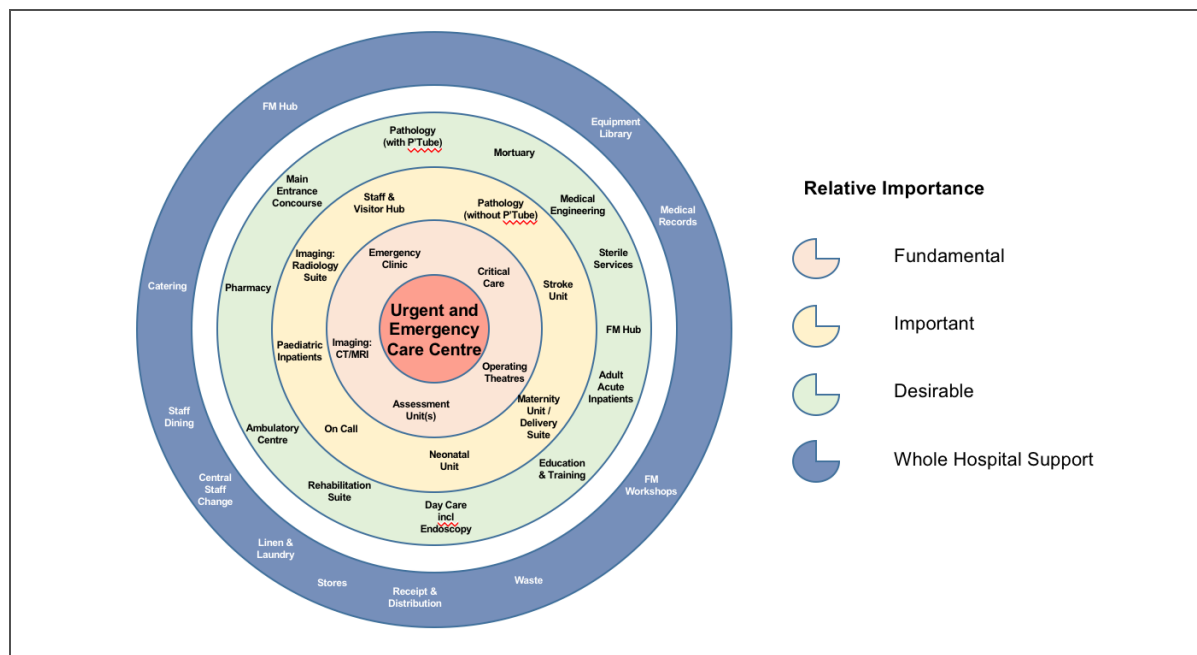 FM Hub
Equipment
Library
Medical
Records
Catering
Staff
Dining
Central
Staff
Change
Linen &
Laundry
Stores
Receipt &
Distribution
Waste
FM
Workshops
Pathology
(with P'Tube)
Mortuary
Main
Entrance
Concourse
Medical
Engineering
Sterile
Services
Pharmacy
FM Hub
Adult
Acute
Inpatients
Ambulatory
Centre
Education
& Training
Rehabilitation
Suite
Day Care
incl
Endoscopy
Staff &
Visitor Hub
Pathology
(without P'Tube)
Imaging:
Radiology
Suite
Stroke
Unit
Paediatric
Inpatients
Maternity
Unit /
Delivery
Suite
On Call
Neonatal
Unit
Emergency
Clinic
Critical
Care
Imaging:
CT/MRI
Operating
Theatres
Assessment
Unit(s)
Urgent and
Emergency
Care Centre
Relative Importance
Fundamental
Important
Desirable
Whole Hospital Support